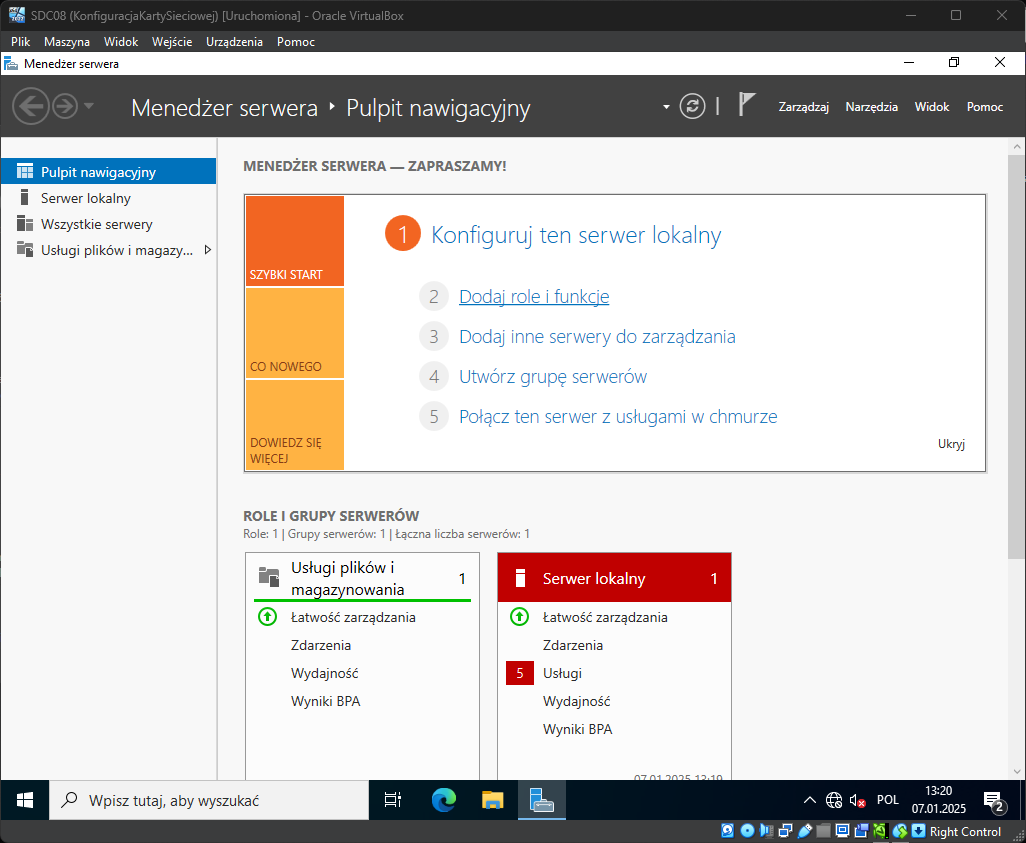 SDC08 (KonfiguracjaKartySieciowej) [Uruchomiona] - Oracle VirtualBox
Plik Maszyna Widok Wejście Urządzenia Pomoc
Menedżer serwera
Menedżer serwera ‣ Pulpit nawigacyjny
Zarządzaj Narzędzia Widok Pomoc
Pulpit nawigacyjny
Serwer lokalny
Wszystkie serwery
Usługi plików i magazy...
MENEDŻER SERWERA — ZAPRASZAMY!
SZYBKI START
CO NOWEGO
DOWIEDZ SIĘ
WIĘCEJ
1 Konfiguruj ten serwer lokalny
2 Dodaj role i funkcje
3 Dodaj inne serwery do zarządzania
4 Utwórz grupę serwerów
5 Połącz ten serwer z usługami w chmurze
Ukryj
ROLE I GRUPY SERWERÓW
Role: 1 | Grupy serwerów: 1 | Łączna liczba serwerów: 1
Usługi plików i
magazynowania
1
Łatwość zarządzania
Zdarzenia
Wydajność
Wyniki BPA
Serwer lokalny 1
Łatwość zarządzania
Zdarzenia
5 Usługi
Wydajność
Wyniki BPA
07.01.2025 13:19
Wpisz tutaj, aby wyszukać
POL
13:20
07.01.2025
2
Right Control